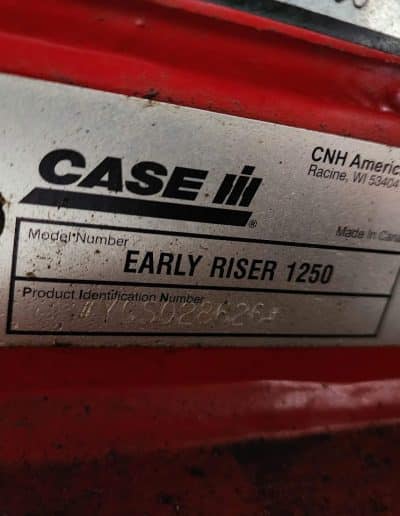 CASE IH
®
CNH Americ
Racine, WI 53404
Made In Cana
Model Number
EARLY RISER 1250
Product Identification Number